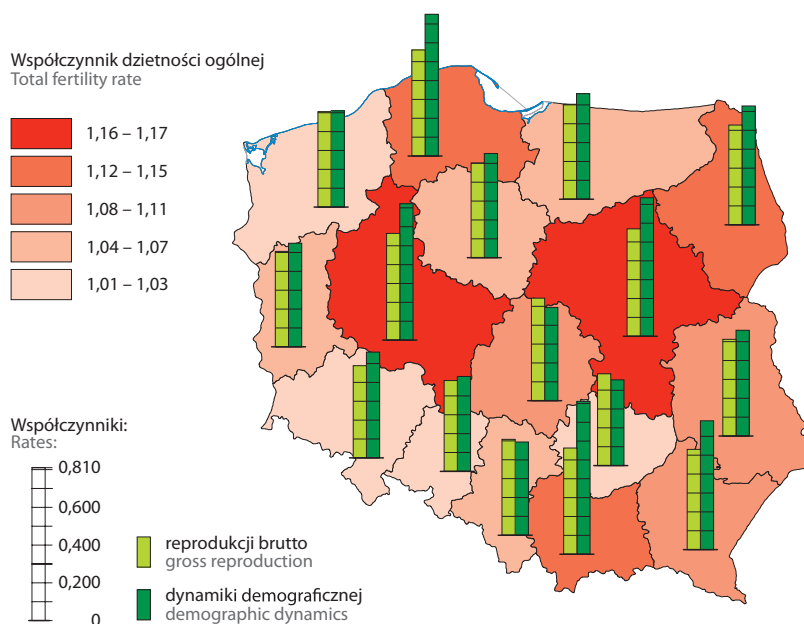 Współczynnik dzietności ogólnej
Total fertility rate
1,16 – 1,17
1,12 – 1,15
1,08 – 1,11
1,04 – 1,07
1,01 – 1,03
Współczynniki:
Rates:
0,810
0,600
0,400
0,200
0
reprodukcji brutto
gross reproduction
dynamiki demograficznej
demographic dynamics